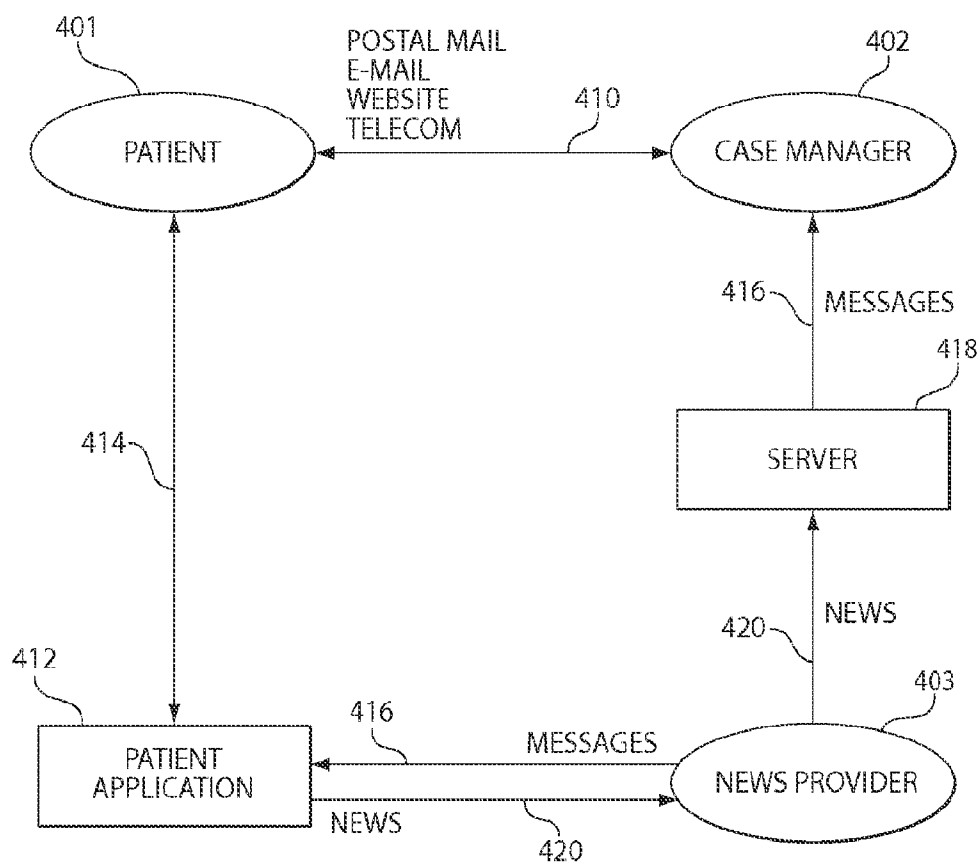 401
POSTAL MAIL
E-MAIL
WEBSITE
TELECOM
410
402
PATIENT
CASE MANAGER
416
MESSAGES
418
414
SERVER
420
NEWS
412
403
416
MESSAGES
PATIENT
APPLICATION
NEWS PROVIDER
NEWS
420